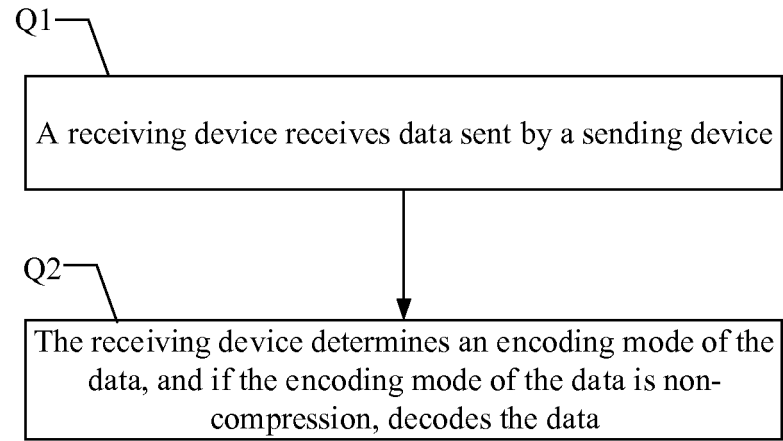 Q1
A receiving device receives data sent by a sending device
Q2
The receiving device determines an encoding mode of the
data, and if the encoding mode of the data is non-
compression, decodes the data